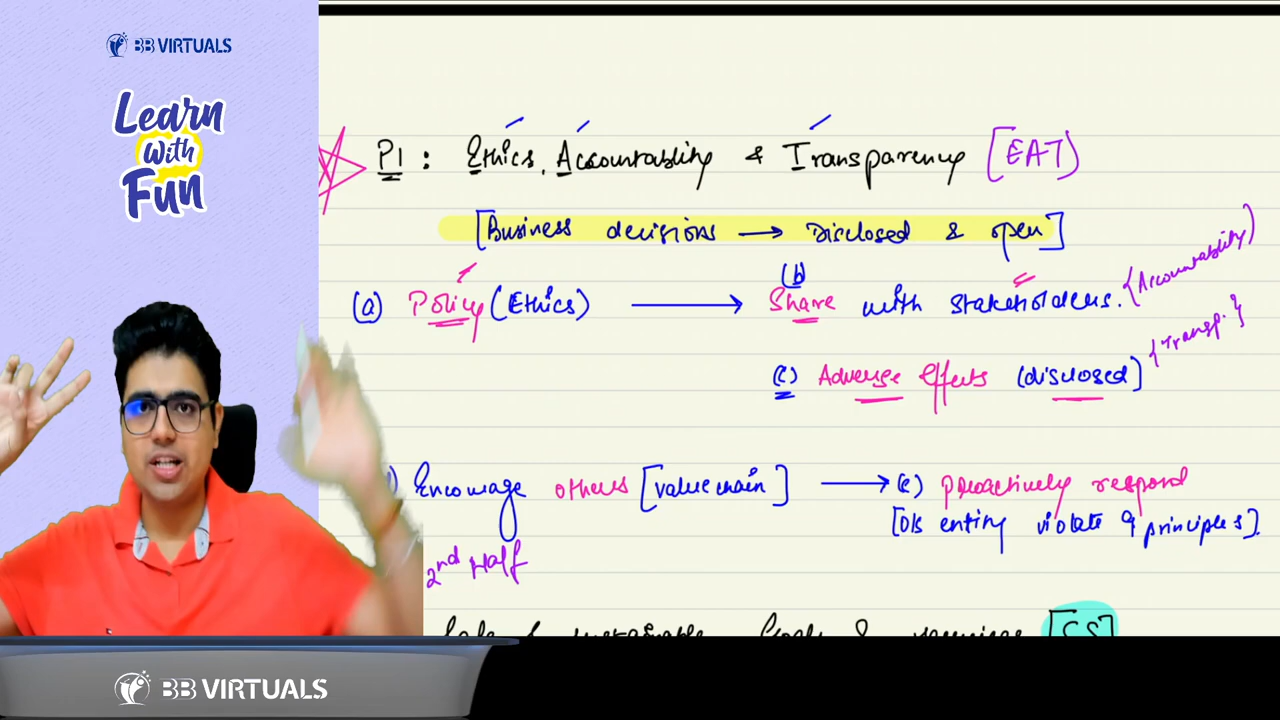 BB VIRTUALS
Learn
With
Fun
P1 : Ethics, Accountability & Transparency [EAT]
[Business decisions → Disclosed & open]
(a) Policy (Ethics) → (b) Share with stakeholders. {Accountability}
(c) Adverse effects (disclosed] {Transp.}
) Encourage others [value chain] → (e) Proactively respond
[o/s entity violate 9 principles].
2nd Half
& sustainable
BB VIRTUALS